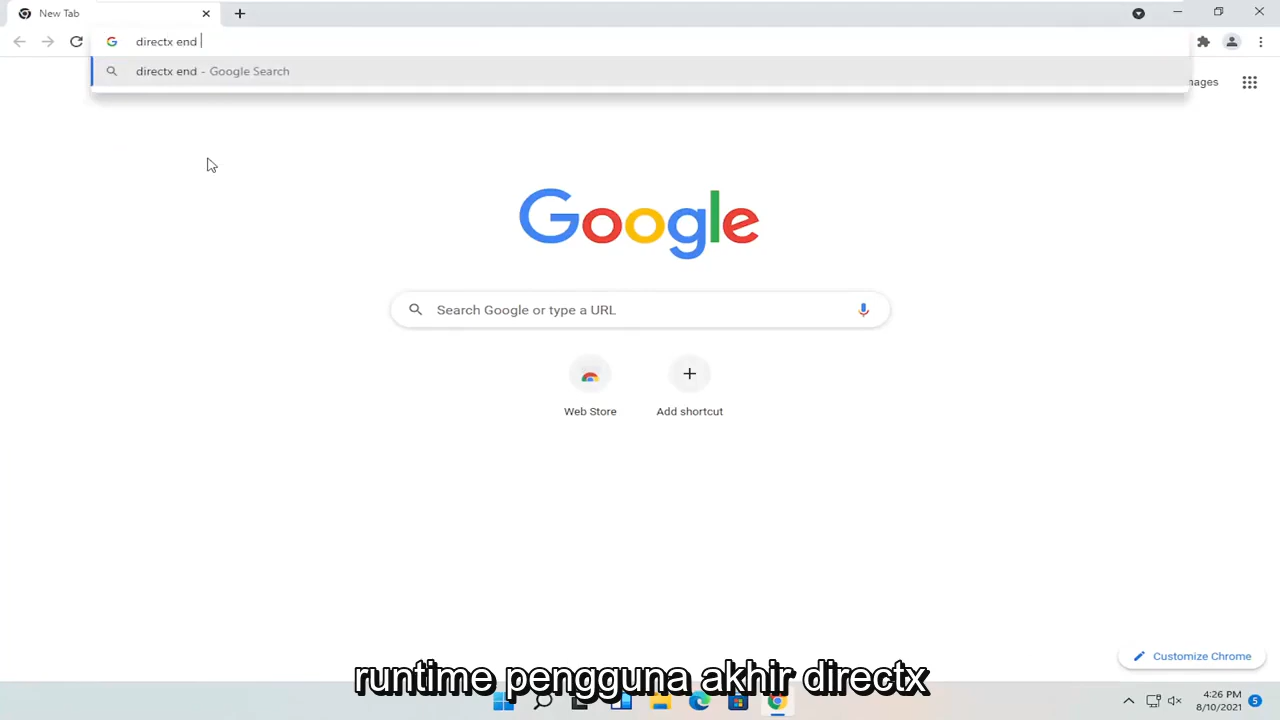 New Tab
directx end
directx end - Google Search
Google
Search Google or type a URL
Web Store
Add shortcut
Customize Chrome
runtime pengguna akhir directx
4:26 PM
8/10/2021
5